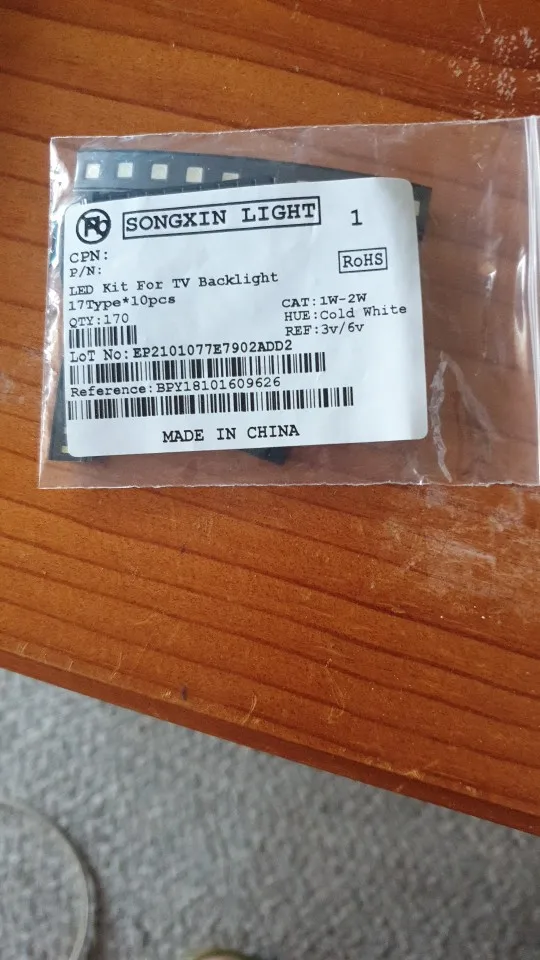 SONGXIN LIGHT 1
CPN:
P/N:
RoHS
LED Kit For TV Backlight
17Type*10pcs
CAT:1W-2W
QTY:170
HUE:Cold White
REF:3v/6v
LoT No:EP2101077E7902ADD2
Reference:BPY18101609626
MADE IN CHINA